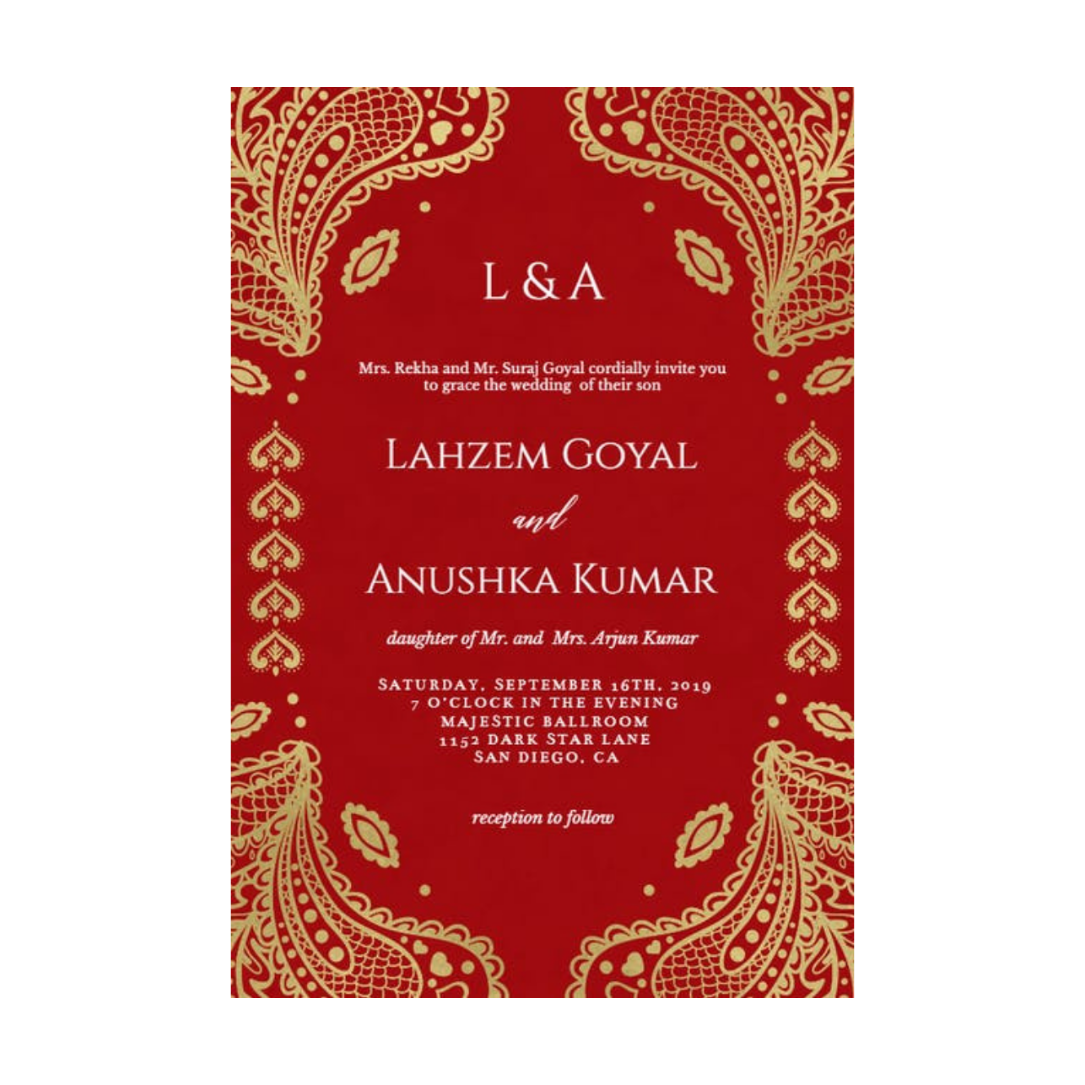 L & A
Mrs. Rekha and Mr. Suraj Goyal cordially invite you
to grace the wedding of their son
Lahzem Goyal
and
Anushka Kumar
daughter of Mr. and Mrs. Arjun Kumar
Saturday, September 16th, 2019
7 o'clock in the evening
Majestic Ballroom
1152 Dark Star Lane
San Diego, CA
reception to follow